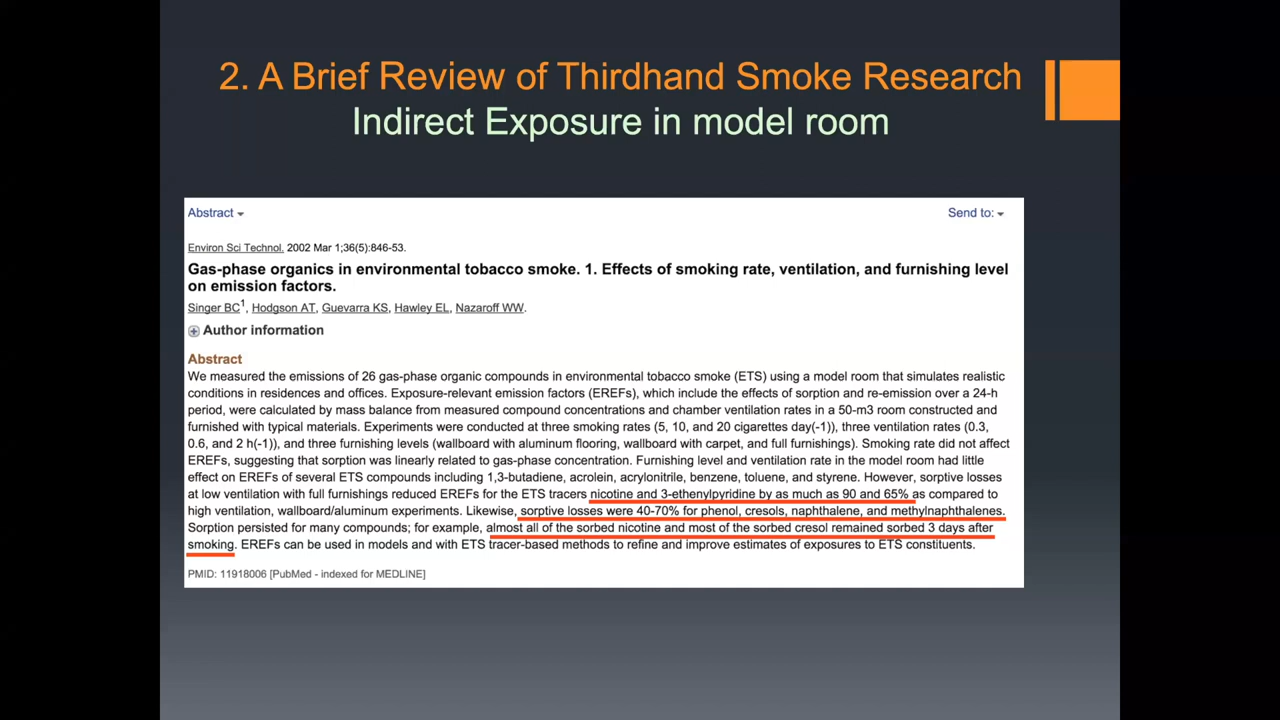 2. A Brief Review of Thirdhand Smoke Research
Indirect Exposure in model room
Abstract
Send to:
Environ Sci Technol. 2002 Mar 1;36(5):846-53.
Gas-phase organics in environmental tobacco smoke. 1. Effects of smoking rate, ventilation, and furnishing level
on emission factors.
Singer BC1, Hodgson AT, Guevarra KS, Hawley EL, Nazaroff WW.
Author information
Abstract
We measured the emissions of 26 gas-phase organic compounds in environmental tobacco smoke (ETS) using a model room that simulates realistic
conditions in residences and offices. Exposure-relevant emission factors (EREFs), which include the effects of sorption and re-emission over a 24-h
period, were calculated by mass balance from measured compound concentrations and chamber ventilation rates in a 50-m3 room constructed and
furnished with typical materials. Experiments were conducted at three smoking rates (5, 10, and 20 cigarettes day(-1)), three ventilation rates (0.3,
0.6, and 2 h(-1)), and three furnishing levels (wallboard with aluminum flooring, wallboard with carpet, and full furnishings). Smoking rate did not affect
EREFs, suggesting that sorption was linearly related to gas-phase concentration. Furnishing level and ventilation rate in the model room had little
effect on EREFs of several ETS compounds including 1,3-butadiene, acrolein, acrylonitrile, benzene, toluene, and styrene. However, sorptive losses
at low ventilation with full furnishings reduced EREFs for the ETS tracers nicotine and 3-ethenylpyridine by as much as 90 and 65% as compared to
high ventilation, wallboard/aluminum experiments. Likewise, sorptive losses were 40-70% for phenol, cresols, naphthalene, and methylnaphthalenes.
Sorption persisted for many compounds; for example, almost all of the sorbed nicotine and most of the sorbed cresol remained sorbed 3 days after
smoking. EREFs can be used in models and with ETS tracer-based methods to refine and improve estimates of exposures to ETS constituents.
PMID: 11918006 [PubMed - indexed for MEDLINE]